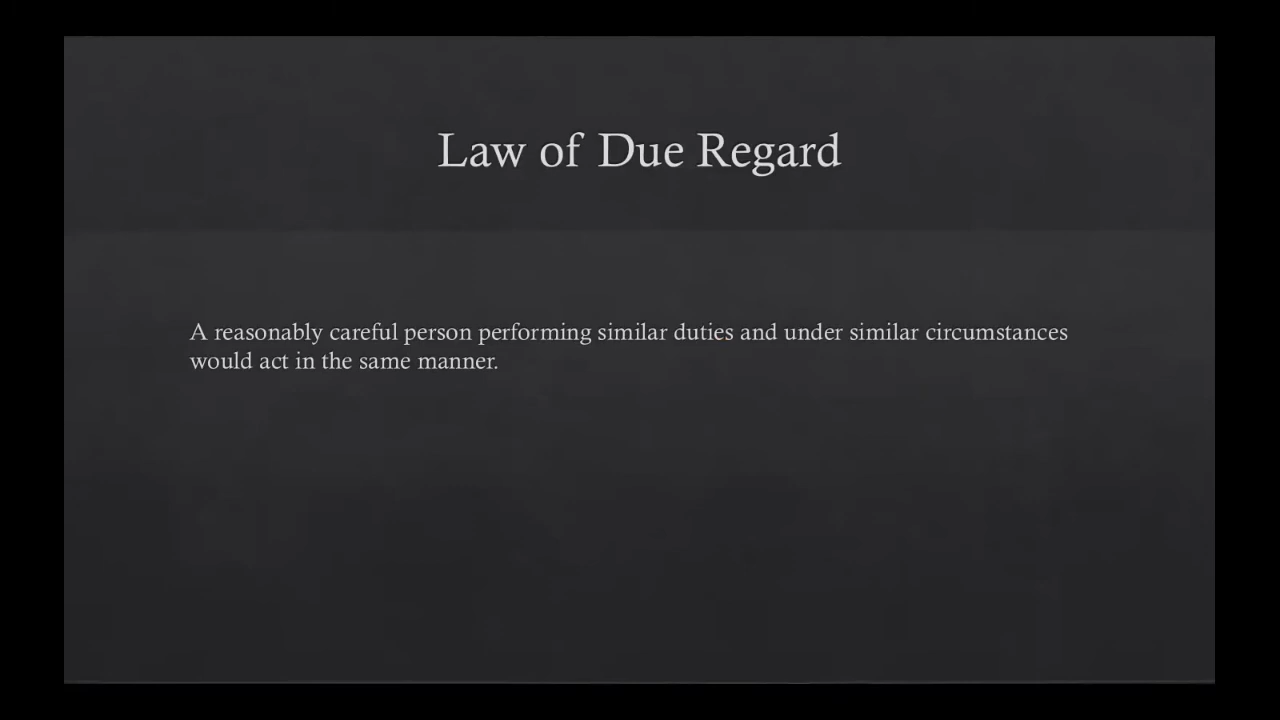 Law of Due Regard
A reasonably careful person performing similar duties and under similar circumstances
would act in the same manner.